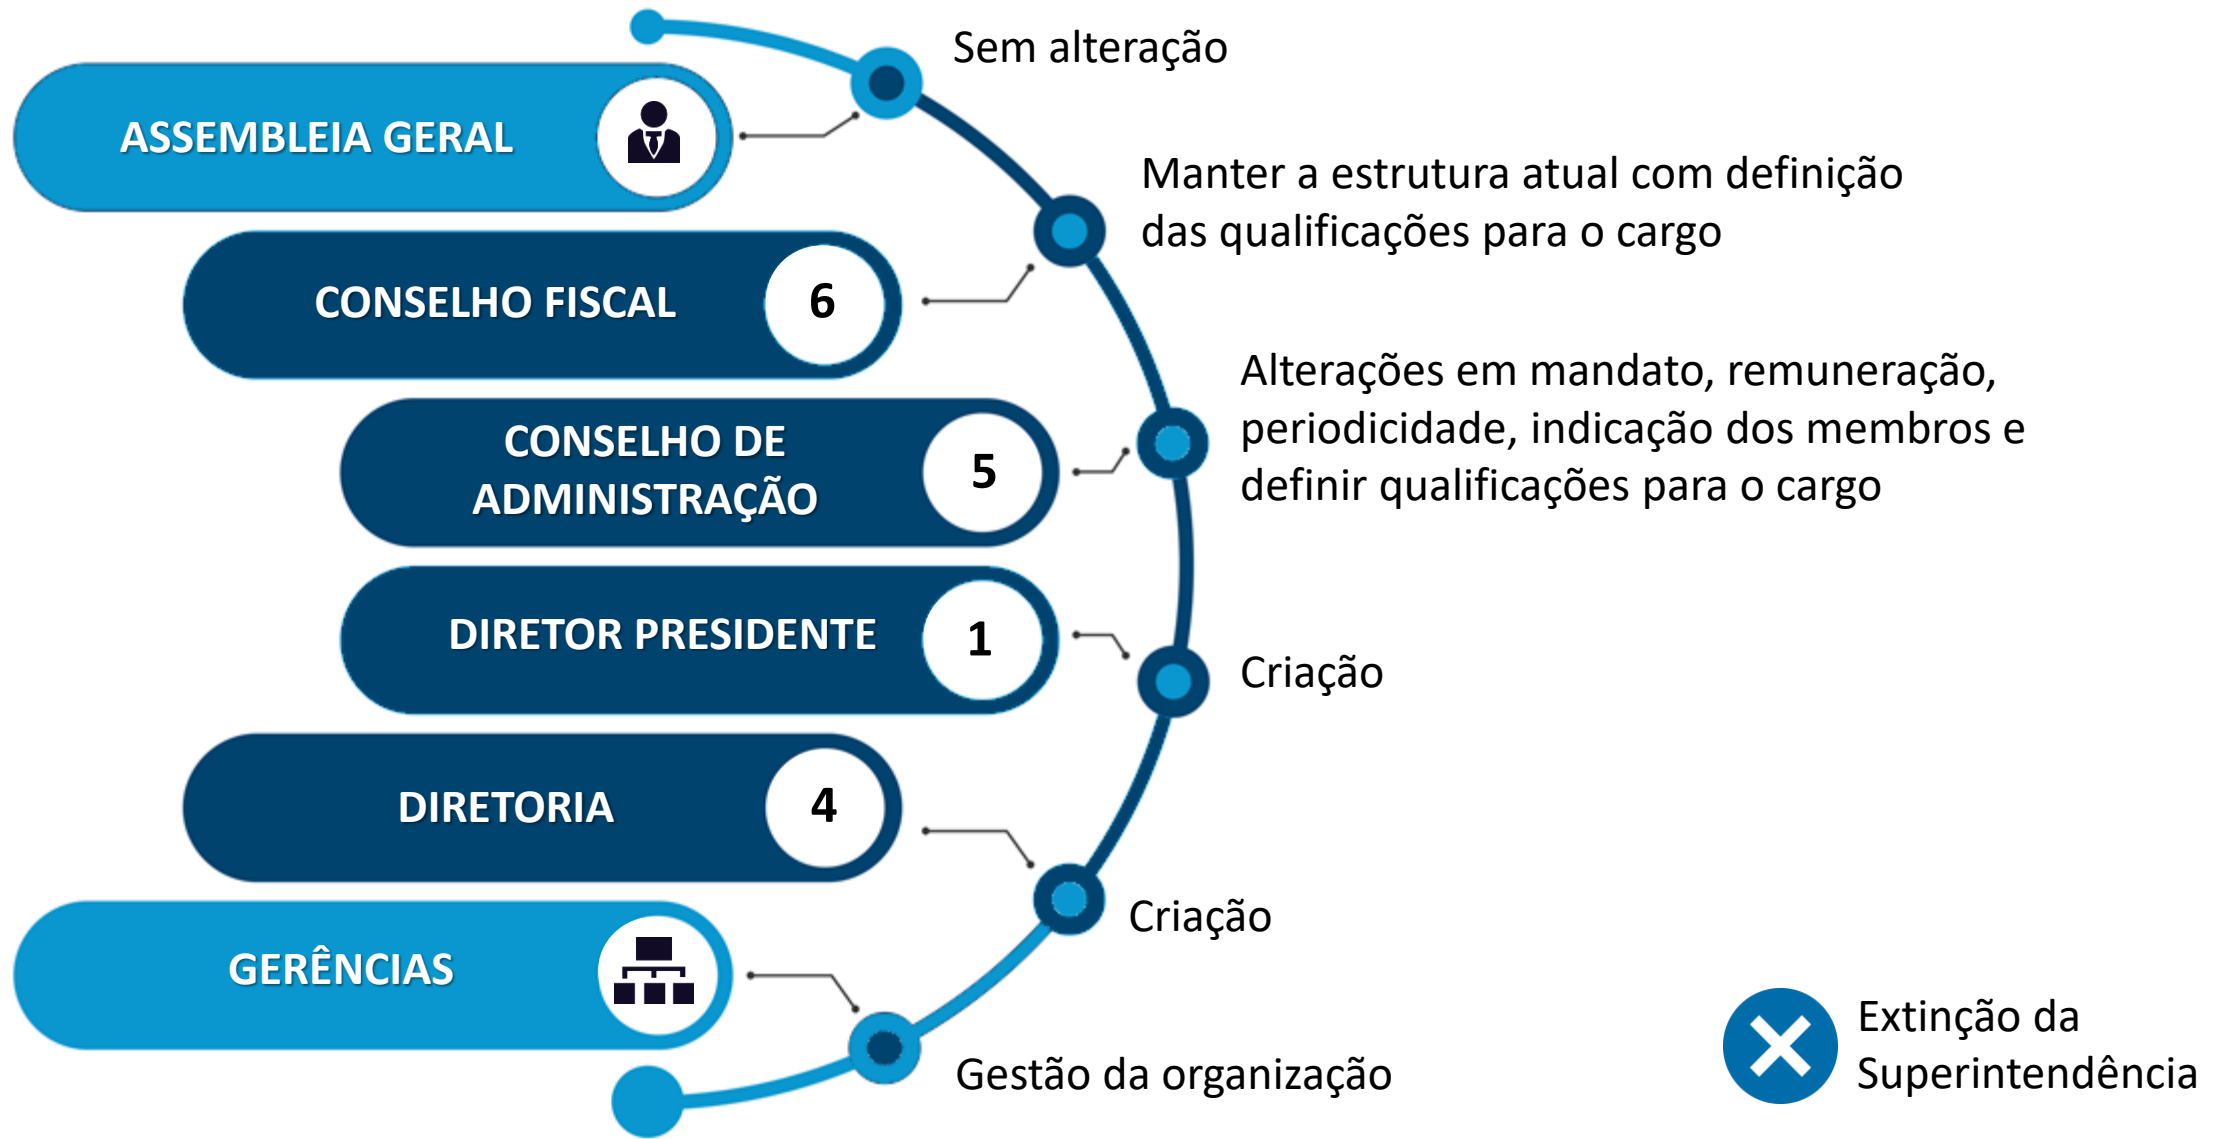 Sem alteração
ASSEMBLEIA GERAL
Manter a estrutura atual com definição
das qualificações para o cargo
CONSELHO FISCAL
6
Alterações em mandato, remuneração,
periodicidade, indicação dos membros e
definir qualificações para o cargo
CONSELHO DE
ADMINISTRAÇÃO
5
DIRETOR PRESIDENTE
1
Criação
DIRETORIA
4
Criação
GERÊNCIAS
Gestão da organização
Extinção da
Superintendência